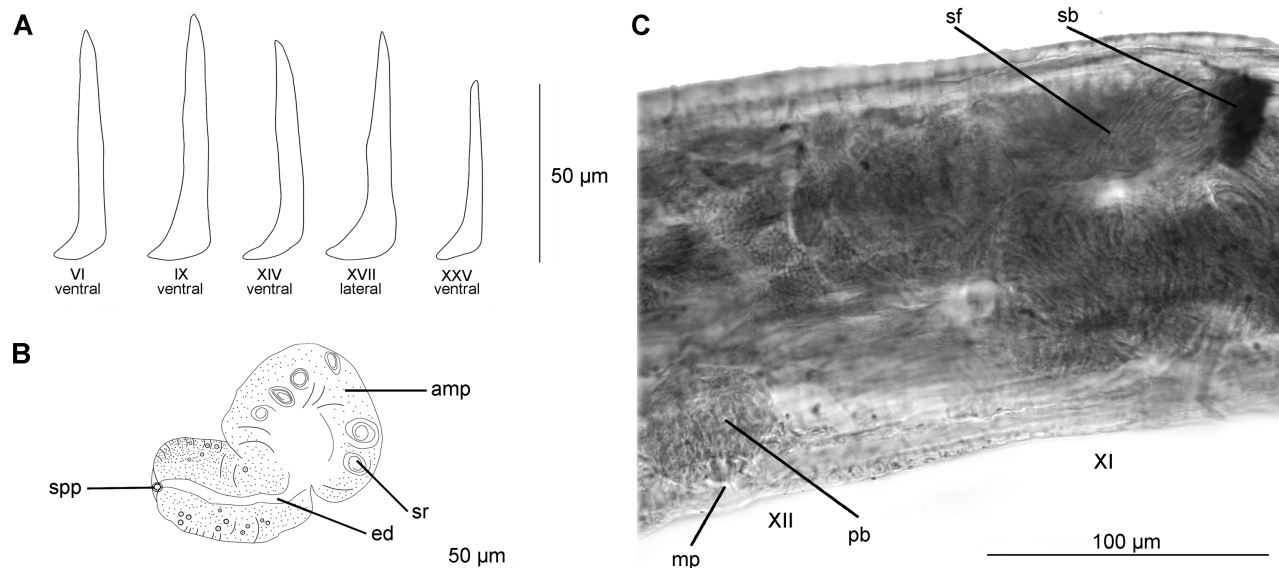 A
VI
ventral
IX
ventral
XIV
ventral
XVII
lateral
XXV
ventral
50 µm
B
amp
spp
sr
ed
50 µm
C
sf
sb
XI
XII
pb
mp
100 µm